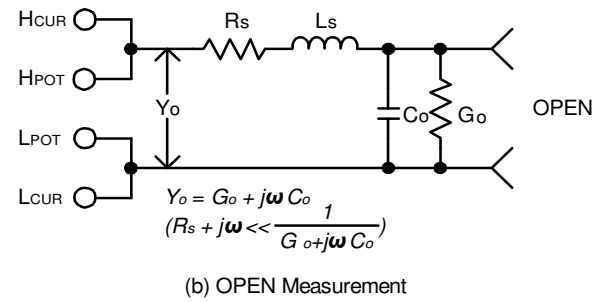 HCUR
Rs
Ls
HPOT
Yo
Co
Go
OPEN
LPOT
LCUR
Yo = Go + jω Co
(Rs + jω << 1 / G o+jω Co)
(b) OPEN Measurement